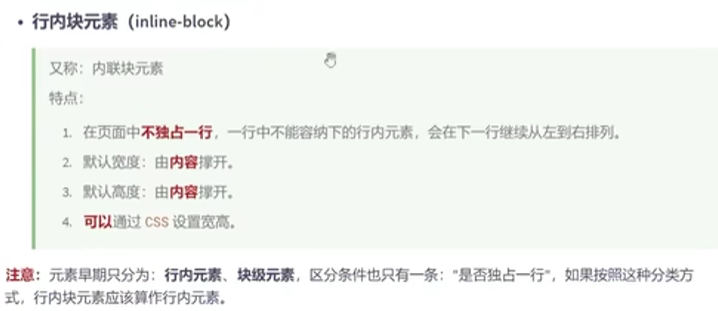 • 行内块元素（inline-block）
又称：内联块元素
特点：
1. 在页面中不独占一行，一行中不能容纳下的行内元素，会在下一行继续从左到右排列。
2. 默认宽度：由内容撑开。
3. 默认高度：由内容撑开。
4. 可以通过 CSS 设置宽高。
注意：元素早期只分为：行内元素、块级元素，区分条件也只有一条："是否独占一行"，如果按照这种分类方
式，行内块元素应该算作行内元素。